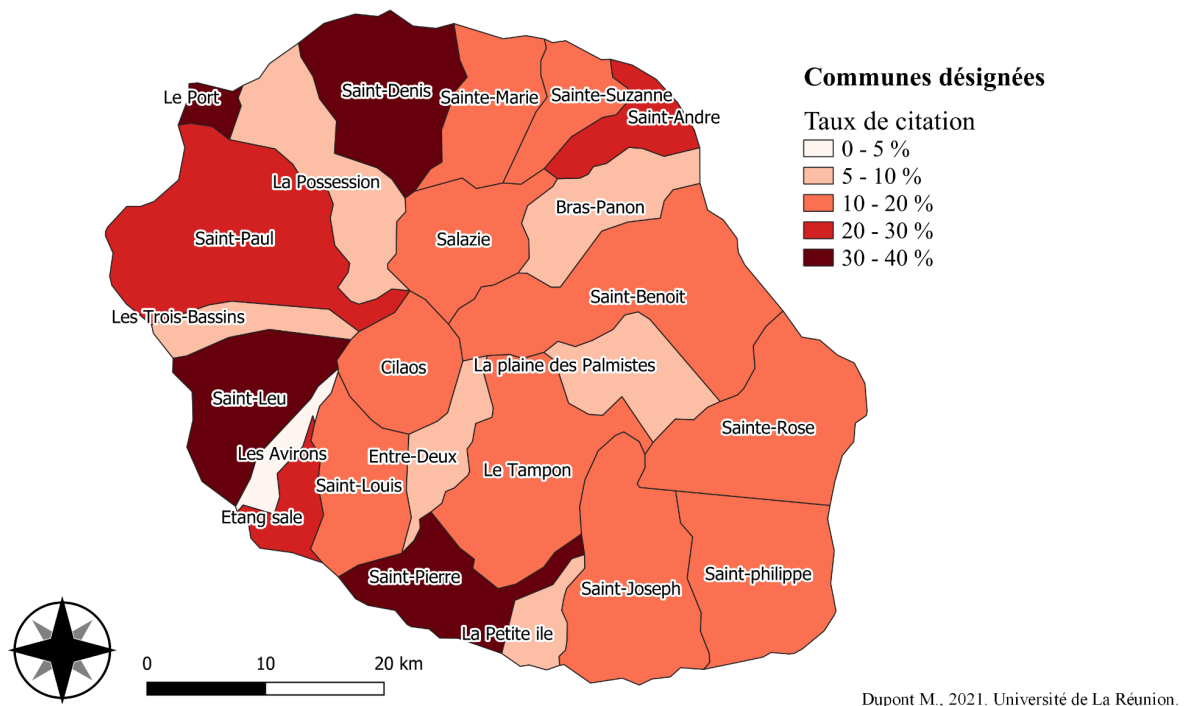 Communes désignées
Taux de citation
0 - 5 %
5 - 10 %
10 - 20 %
20 - 30 %
30 - 40 %
Le Port
Saint-Denis
Sainte-Marie
Sainte-Suzanne
Saint-Andre
La Possession
Bras-Panon
Saint-Paul
Salazie
Saint-Benoit
Les Trois-Bassins
Cilaos
La plaine des Palmistes
Saint-Leu
Sainte-Rose
Les Avirons
Entre-Deux
Le Tampon
Saint-Louis
Etang sale
Saint-Pierre
Saint-Joseph
Saint-philippe
La Petite ile
0 10 20 km
Dupont M., 2021. Université de La Réunion.